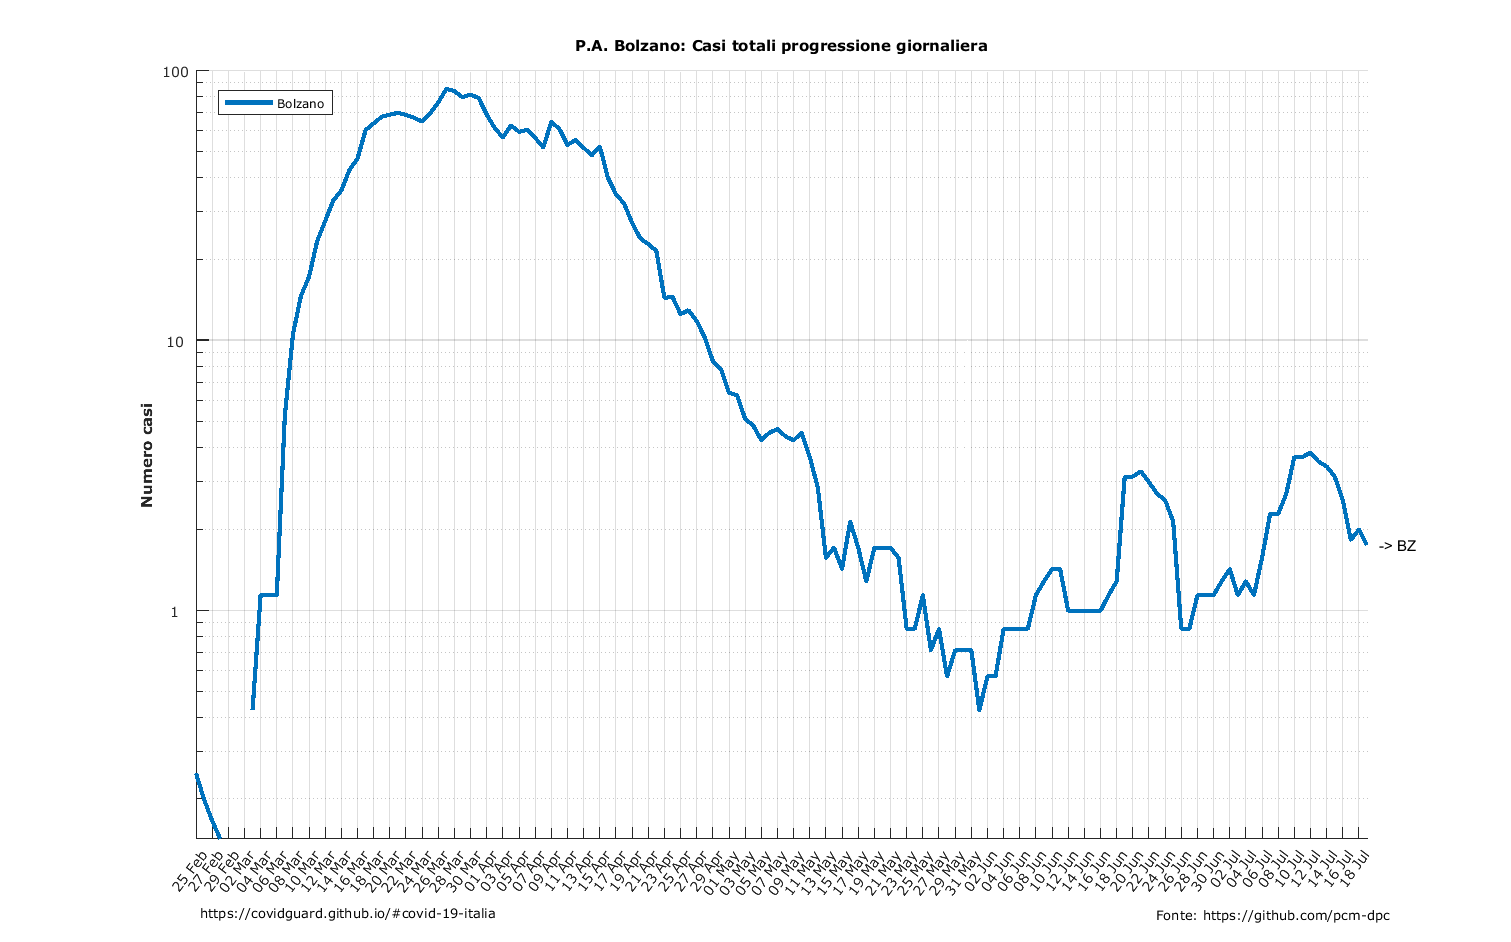 P.A. Bolzano: Casi totali progressione giornaliera
100
Bolzano
10
Numero casi
1
-> BZ
25 Feb
27 Feb
29 Feb
02 Mar
04 Mar
06 Mar
08 Mar
10 Mar
12 Mar
14 Mar
16 Mar
18 Mar
20 Mar
22 Mar
24 Mar
26 Mar
28 Mar
30 Mar
01 Apr
03 Apr
05 Apr
07 Apr
09 Apr
11 Apr
13 Apr
15 Apr
17 Apr
19 Apr
21 Apr
23 Apr
25 Apr
27 Apr
29 Apr
01 May
03 May
05 May
07 May
09 May
11 May
13 May
15 May
17 May
19 May
21 May
23 May
25 May
27 May
29 May
31 May
02 Jun
04 Jun
06 Jun
08 Jun
10 Jun
12 Jun
14 Jun
16 Jun
18 Jun
20 Jun
22 Jun
24 Jun
26 Jun
28 Jun
30 Jun
02 Jul
04 Jul
06 Jul
08 Jul
10 Jul
12 Jul
14 Jul
16 Jul
18 Jul
https://covidguard.github.io/#covid-19-italia
Fonte: https://github.com/pcm-dpc